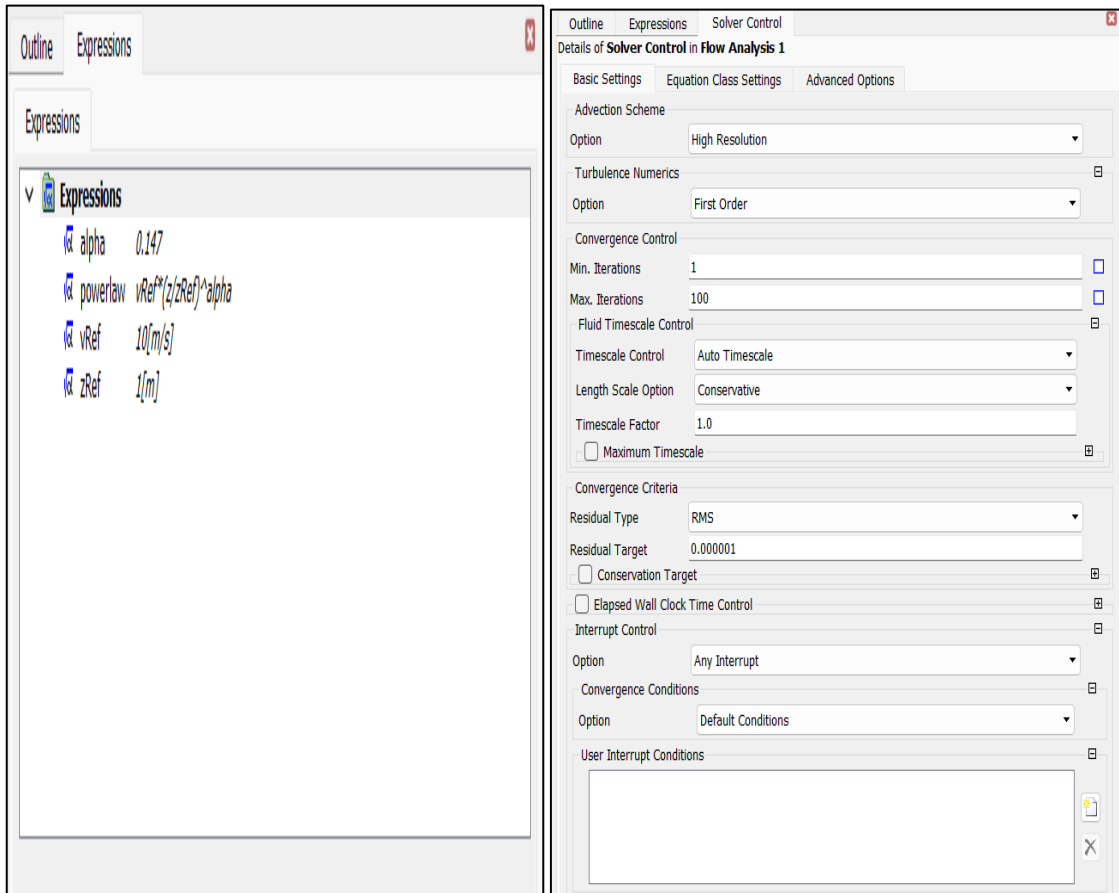 Outline Expressions
Expressions
Expressions
alpha 0.147
powerlaw vRef*(z/zRef)^alpha
vRef 10[m/s]
zRef 1[m]
Outline Expressions Solver Control
Details of Solver Control in Flow Analysis 1
Basic Settings Equation Class Settings Advanced Options
Advection Scheme
Option High Resolution
Turbulence Numerics
Option First Order
Convergence Control
Min. Iterations 1
Max. Iterations 100
Fluid Timescale Control
Timescale Control Auto Timescale
Length Scale Option Conservative
Timescale Factor 1.0
Maximum Timescale
Convergence Criteria
Residual Type RMS
Residual Target 0.000001
Conservation Target
Elapsed Wall Clock Time Control
Interrupt Control
Option Any Interrupt
Convergence Conditions
Option Default Conditions
User Interrupt Conditions